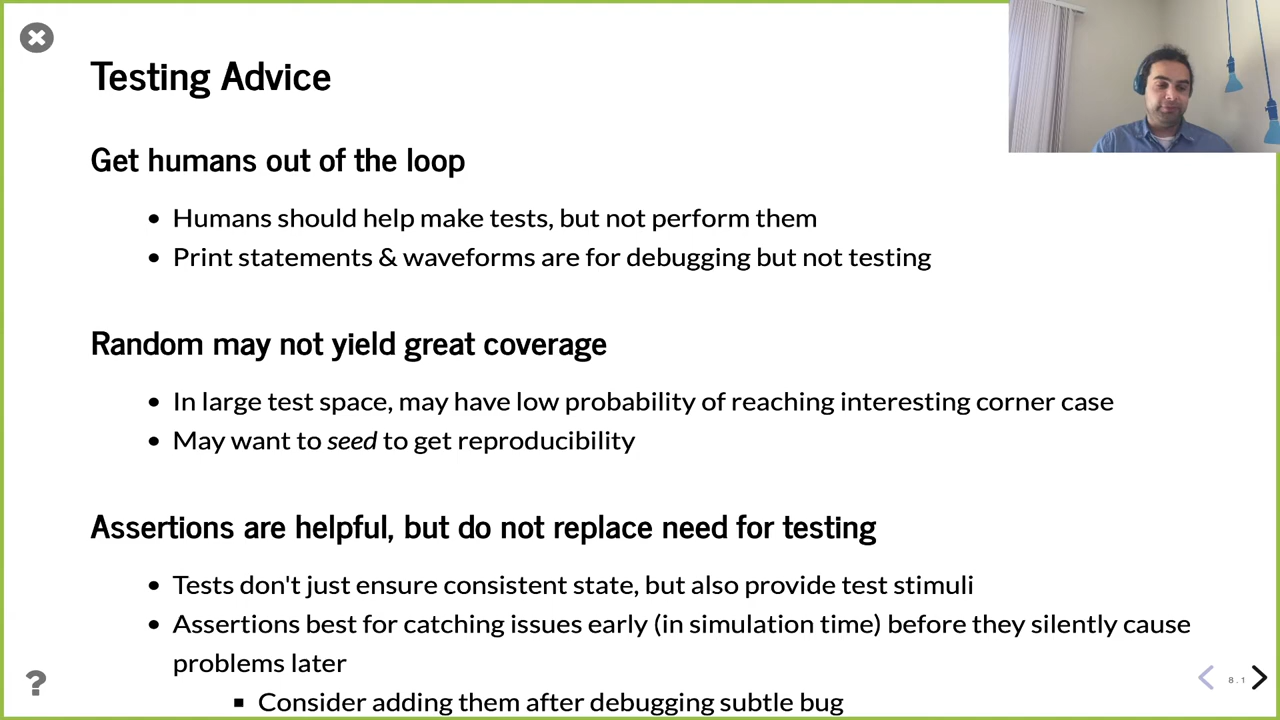 Testing Advice
Get humans out of the loop
• Humans should help make tests, but not perform them
• Print statements & waveforms are for debugging but not testing
Random may not yield great coverage
• In large test space, may have low probability of reaching interesting corner case
• May want to seed to get reproducibility
Assertions are helpful, but do not replace need for testing
• Tests don't just ensure consistent state, but also provide test stimuli
• Assertions best for catching issues early (in simulation time) before they silently cause
problems later
▪ Consider adding them after debugging subtle bug
?
8.1